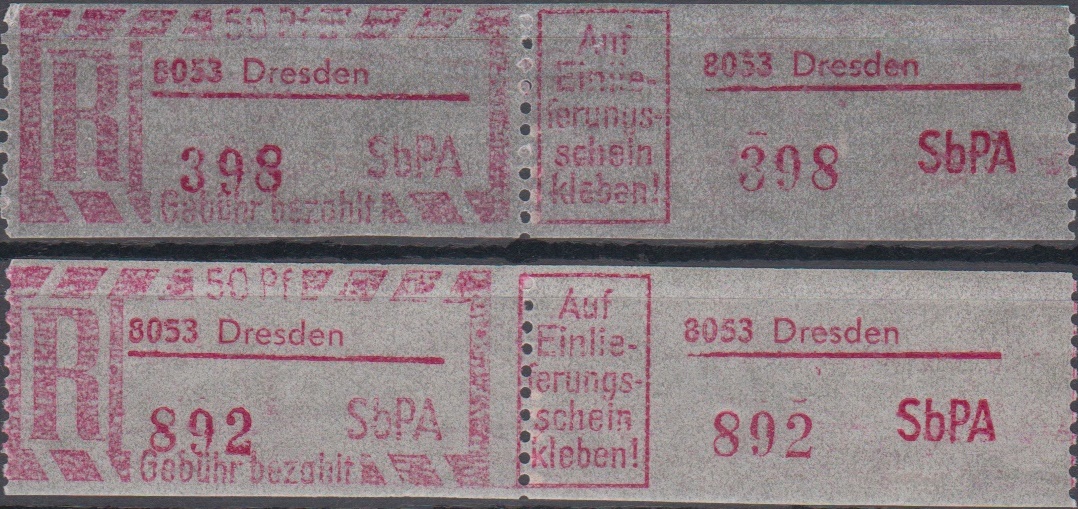 50 Pf
R
8053 Dresden
398 SbPA
Gebühr bezahlt
Auf
Einlie-
ferungs-
schein
kleben!
8053 Dresden
398 SbPA
50 Pf
R
8053 Dresden
892 SbPA
Gebühr bezahlt
Auf
Einlie-
ferungs-
schein
kleben!
8053 Dresden
892 SbPA